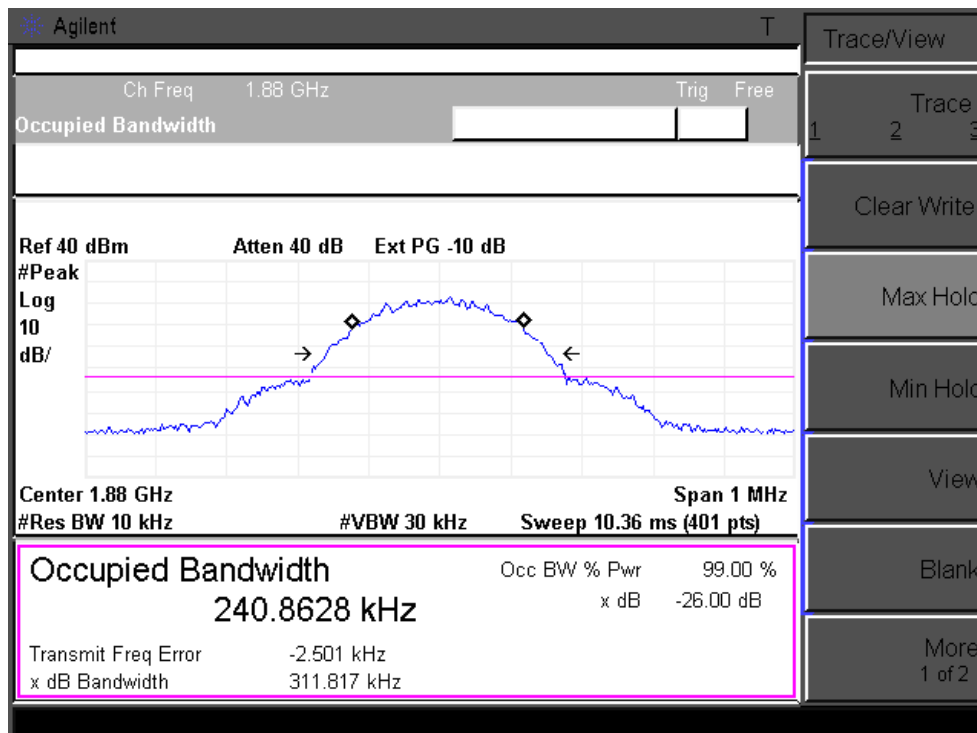 Agilent T
Ch Freq 1.88 GHz Trig Free
Occupied Bandwidth
Ref 40 dBm Atten 40 dB Ext PG -10 dB
#Peak
Log
10
dB/
Center 1.88 GHz Span 1 MHz
#Res BW 10 kHz #VBW 30 kHz Sweep 10.36 ms (401 pts)
Occupied Bandwidth Occ BW % Pwr 99.00 %
240.8628 kHz x dB -26.00 dB
Transmit Freq Error -2.501 kHz
x dB Bandwidth 311.817 kHz
Trace/View
Trace
1 2 3
Clear Write
Max Hold
Min Hold
View
Blank
More
1 of 2